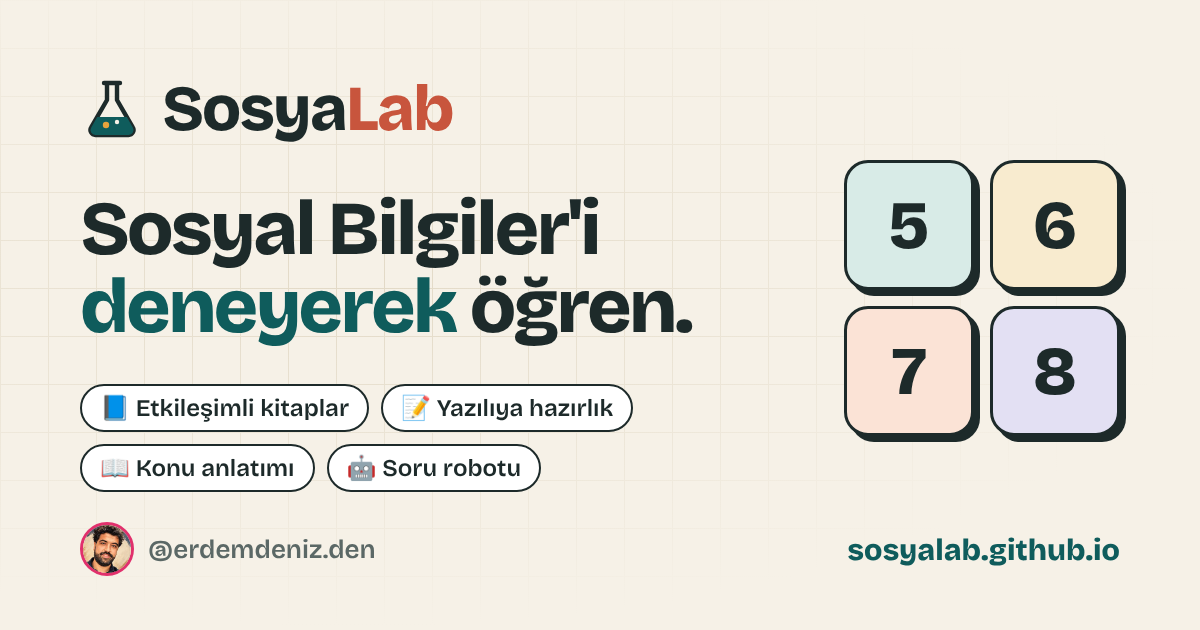 SosyaLab
Sosyal Bilgiler'i
deneyerek öğren.
📘 Etkileşimli kitaplar
📝 Yazılıya hazırlık
📖 Konu anlatımı
🤖 Soru robotu
@erdemdeniz.den
5
6
7
8
sosyalab.github.io